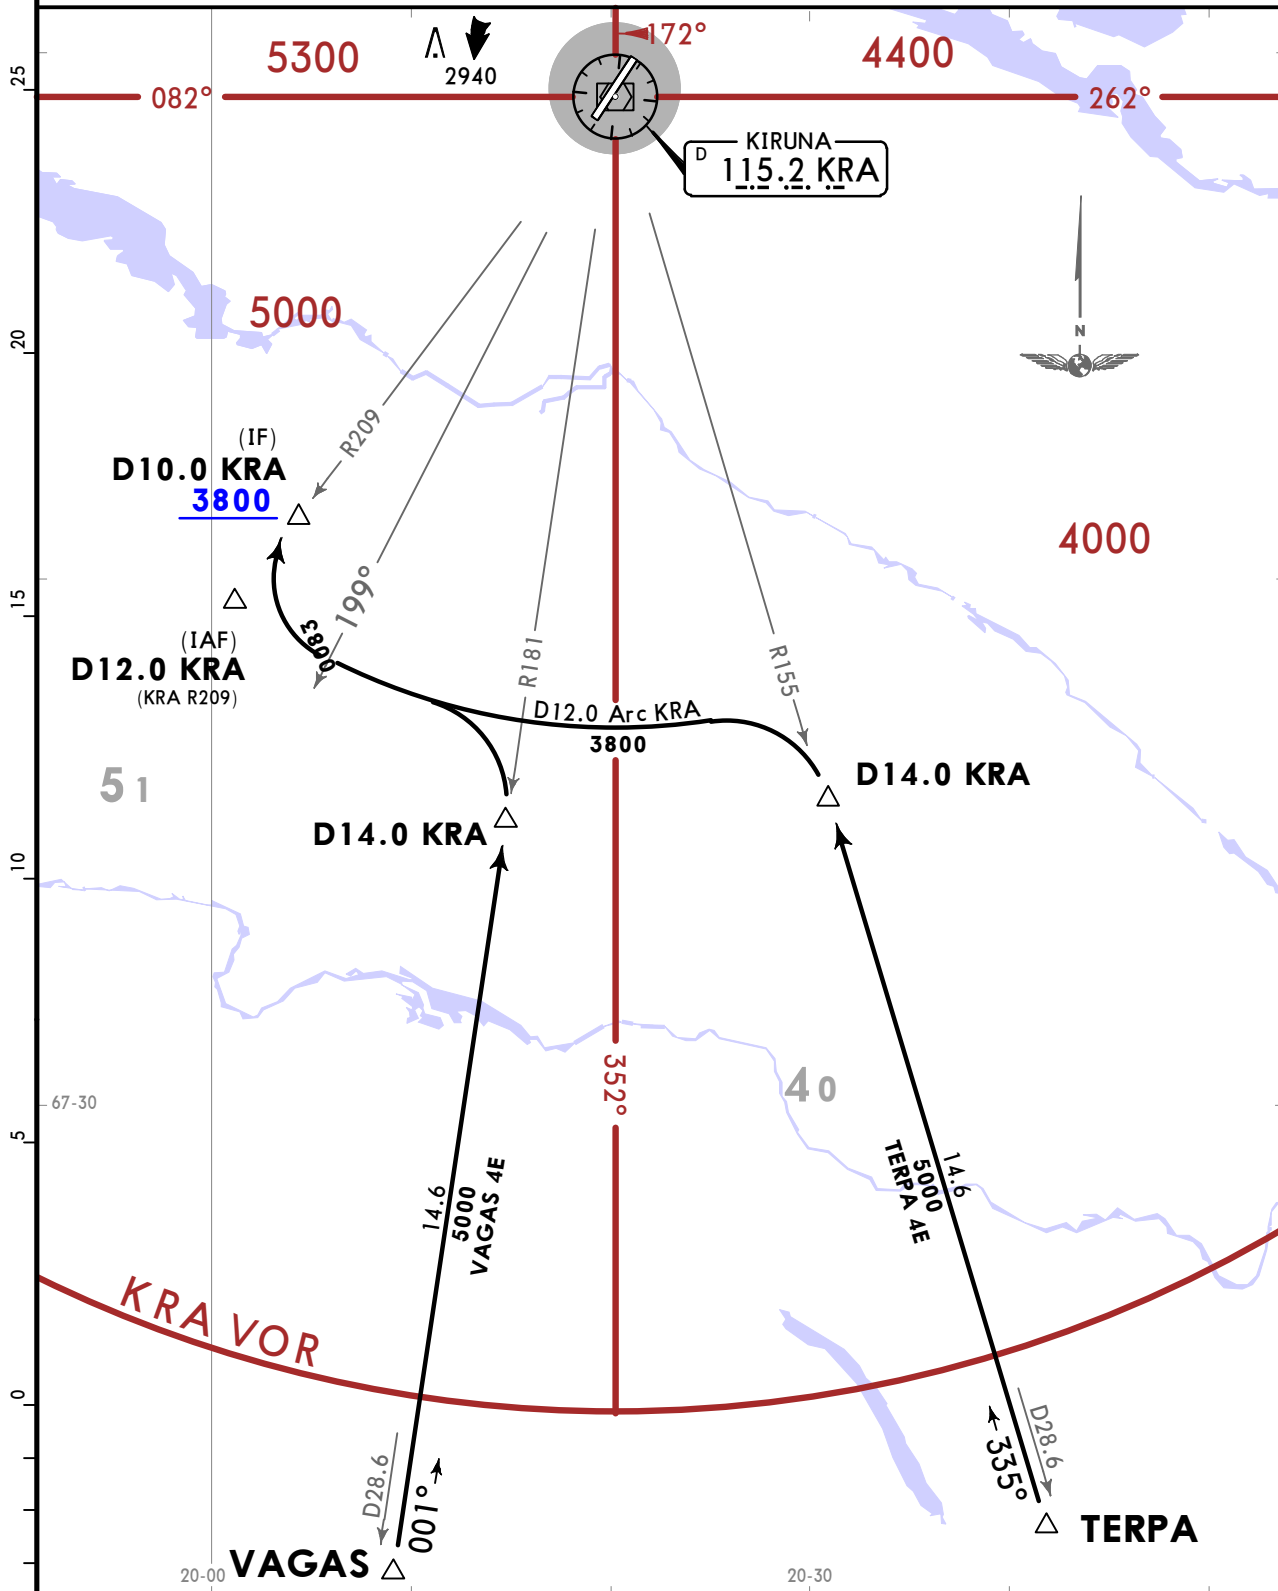 5300
2940
172°
4400
25
082°
262°
KIRUNA
D 115.2 KRA
N
5000
20
R209
(IF)
D10.0 KRA
3800
4000
199°
15
(IAF)
D12.0 KRA
(KRA R209)
3800
R181
R155
D12.0 Arc KRA
3800
51
D14.0 KRA
D14.0 KRA
10
352°
40
67-30
5
14.6
5000
VAGAS 4E
14.6
5000
TERPA 4E
KRA VOR
0
D28.6
001°
D28.6
335°
VAGAS
TERPA
20-00
20-30